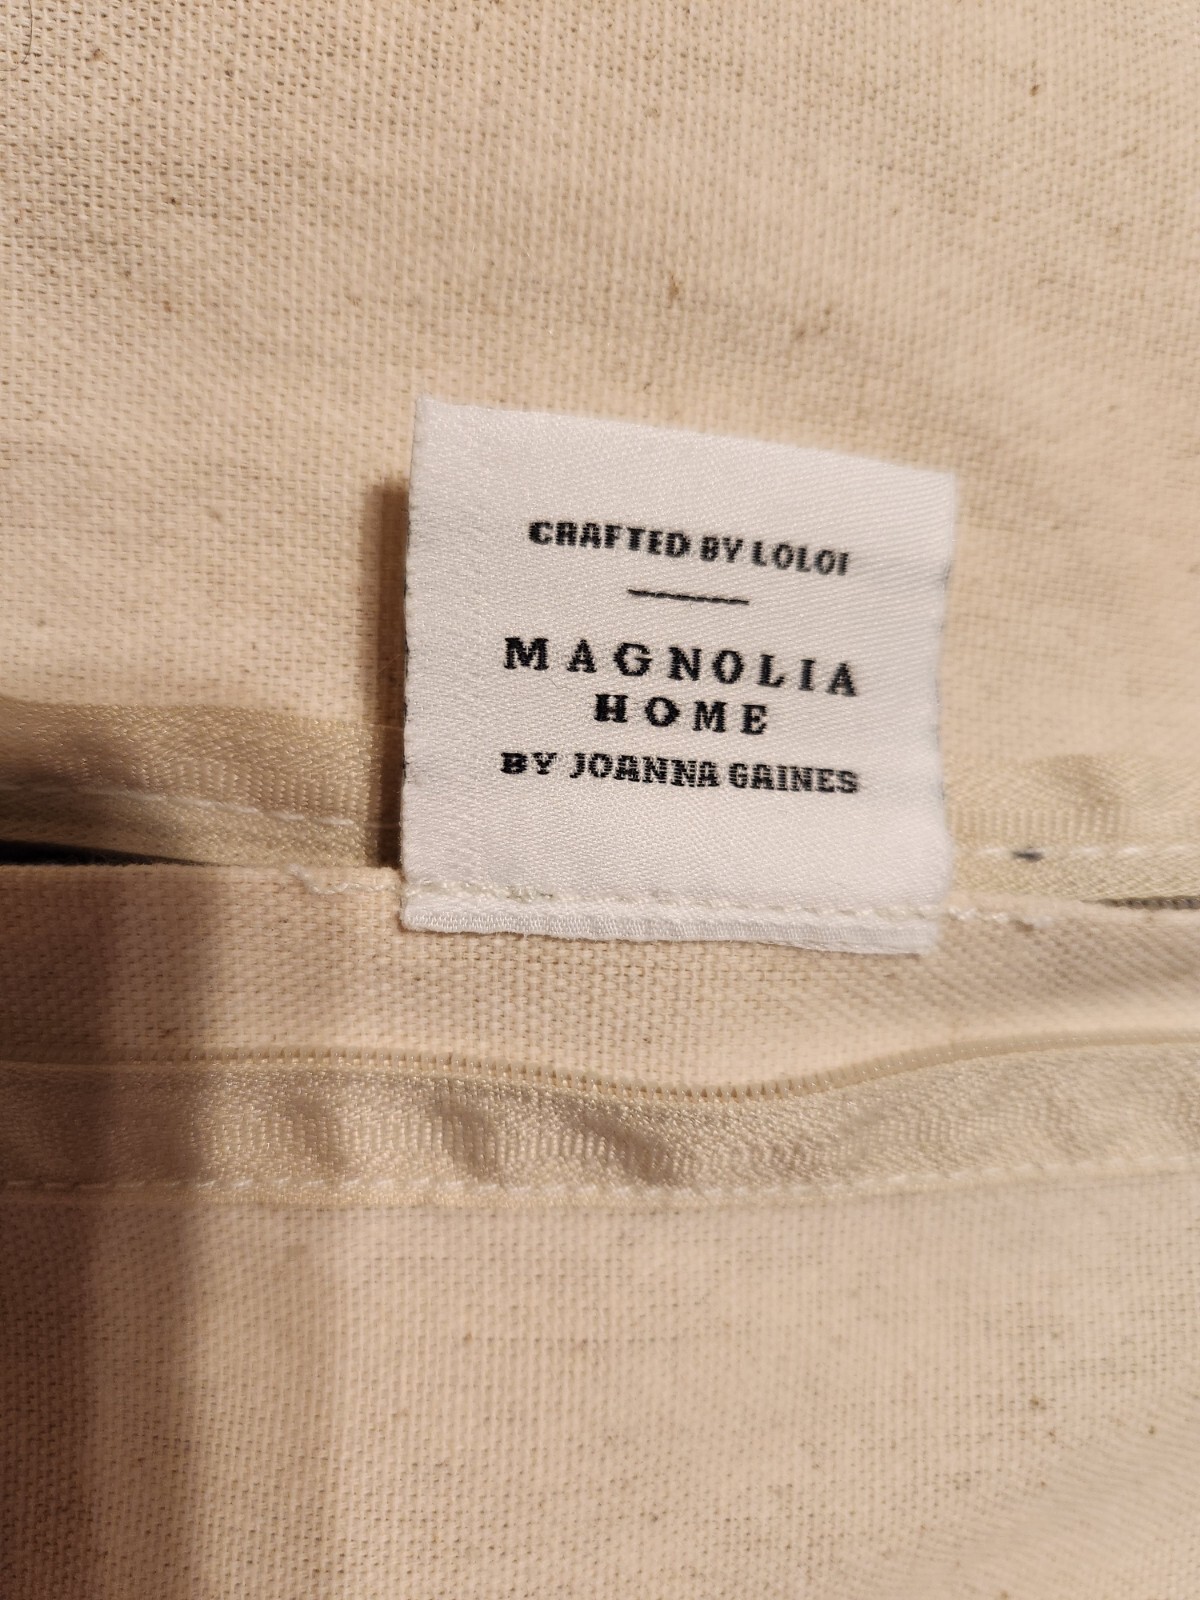 CRAFTED BY LOLOI
MAGNOLIA
HOME
BY JOANNA GAINES